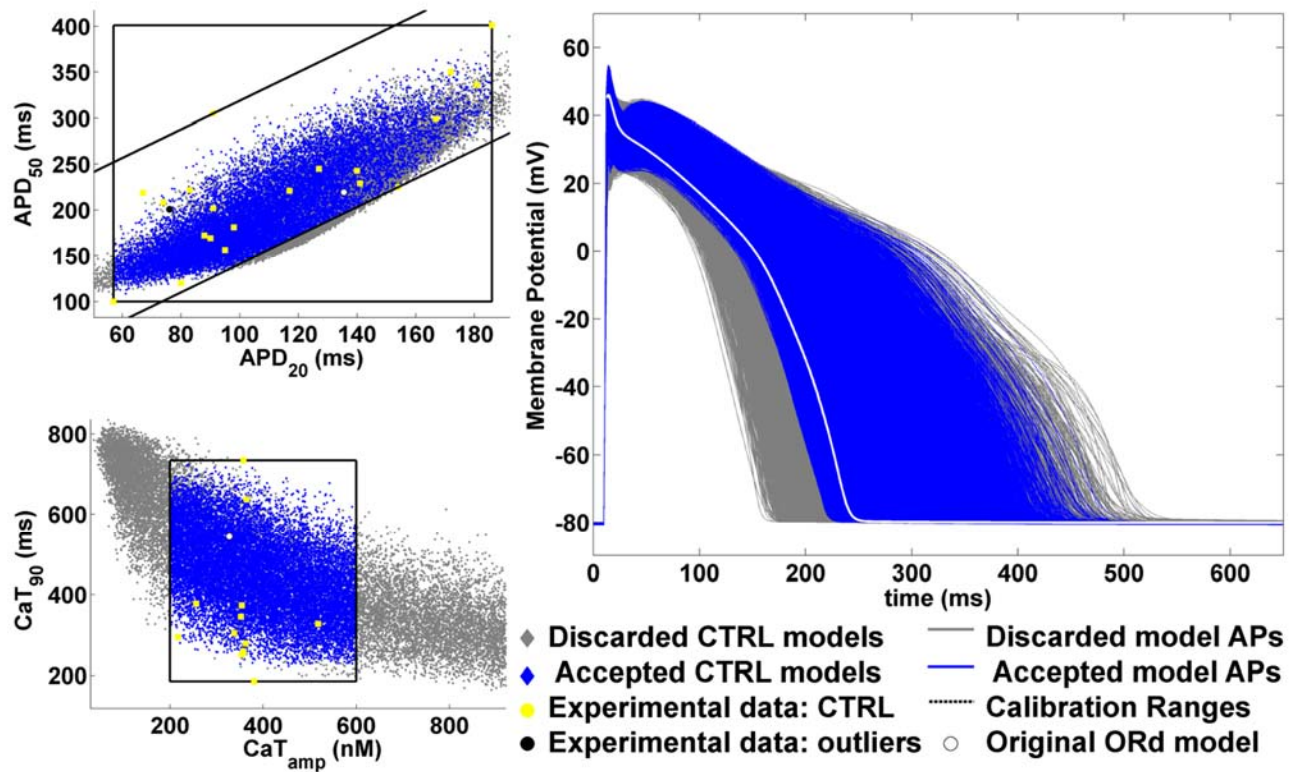 400
350
300
250
200
150
100
APD50 (ms)
60 80 100 120 140 160 180
APD20 (ms)
800
600
400
200
CaT90 (ms)
200 400 600 800
CaTamp (nM)
60
40
20
0
-20
-40
-60
-80
Membrane Potential (mV)
0 100 200 300 400 500 600
time (ms)
Discarded CTRL models
Accepted CTRL models
Experimental data: CTRL
Experimental data: outliers
Discarded model APs
Accepted model APs
Calibration Ranges
Original ORd model